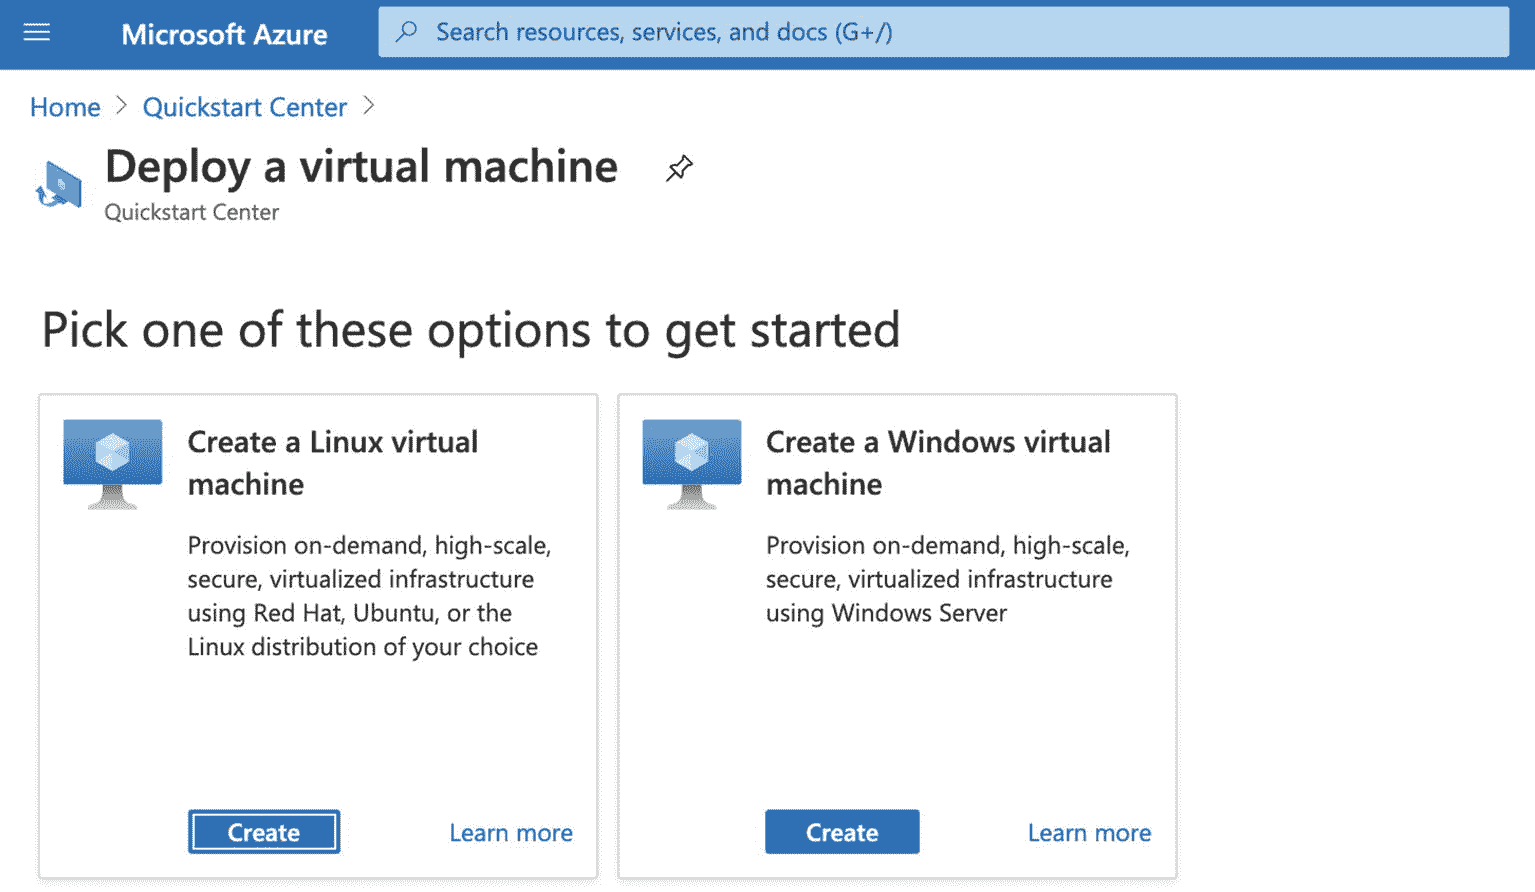 Microsoft Azure
Search resources, services, and docs (G+/)
Home > Quickstart Center >
Deploy a virtual machine
Quickstart Center
Pick one of these options to get started
Create a Linux virtual
machine
Provision on-demand, high-scale,
secure, virtualized infrastructure
using Red Hat, Ubuntu, or the
Linux distribution of your choice
Create
Learn more
Create a Windows virtual
machine
Provision on-demand, high-scale,
secure, virtualized infrastructure
using Windows Server
Create
Learn more